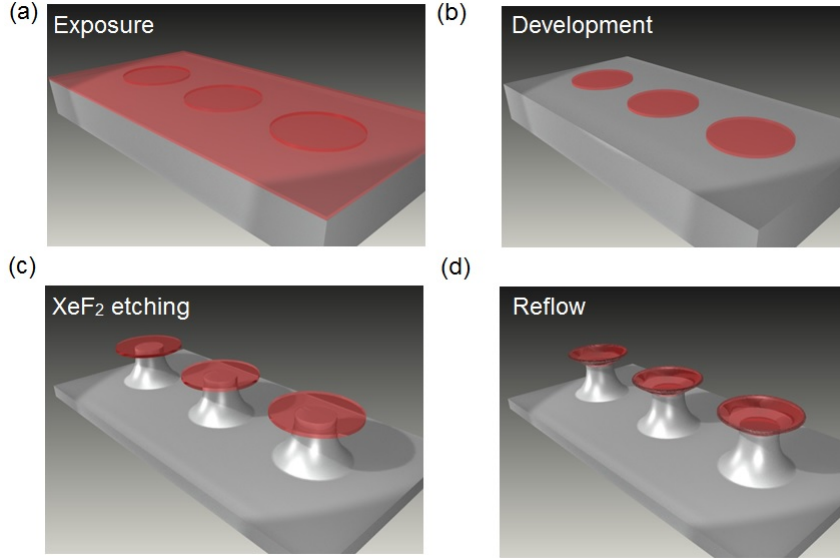 (a)
Exposure
(b)
Development
(c)
XeF₂ etching
(d)
Reflow